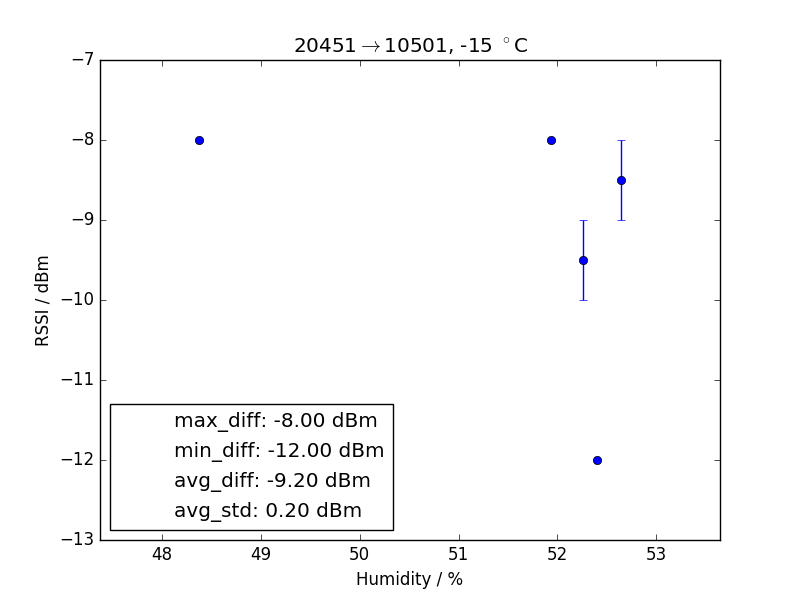 20451→10501, -15 °C
−7
−8
−9
−10
−11
−12
−13
RSSI / dBm
max_diff: -8.00 dBm
min_diff: -12.00 dBm
avg_diff: -9.20 dBm
avg_std: 0.20 dBm
48 49 50 51 52 53
Humidity / %